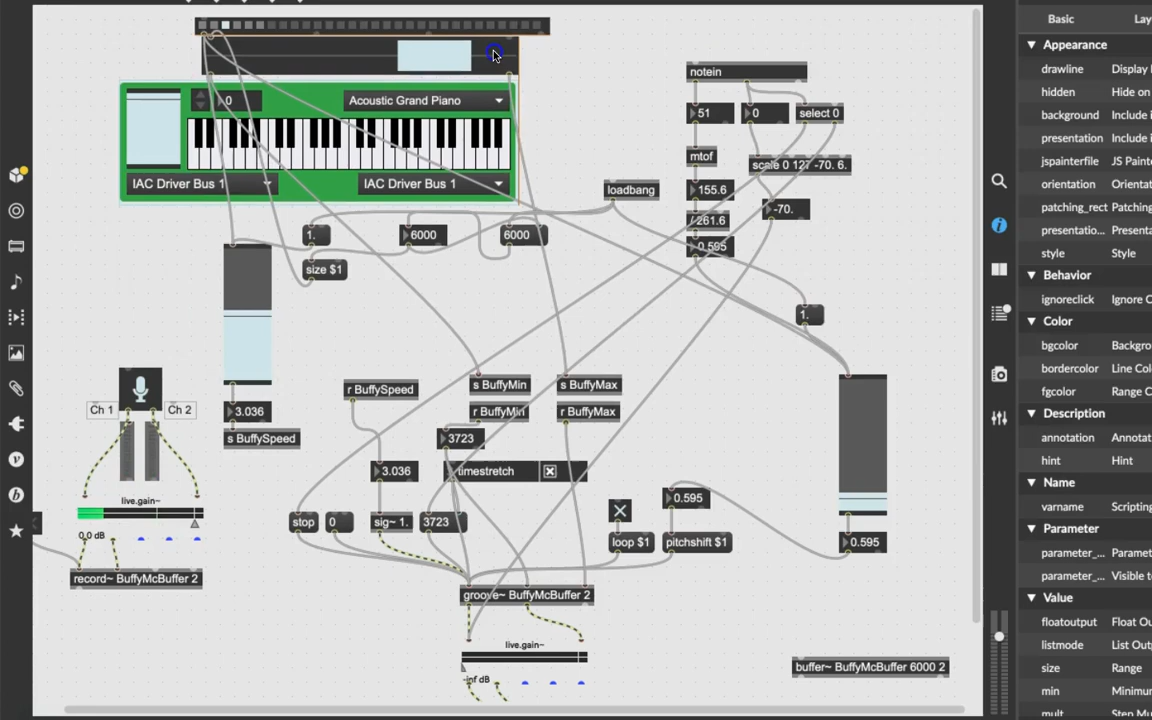 0
Acoustic Grand Piano
IAC Driver Bus 1
IAC Driver Bus 1
notein
51
0
select 0
mtof
scale 0 127 -70. 6.
155.6
-70.
/ 261.6
0.595
loadbang
1.
6000
6000
size $1
1.
Ch 1
Ch 2
3.036
s BuffySpeed
r BuffySpeed
s BuffyMin
s BuffyMax
r BuffyMin
r BuffyMax
3723
3.036
timestretch
0.595
stop
0
sig~ 1.
3723
loop $1
pitchshift $1
0.595
live.gain~
0.0 dB
record~ BuffyMcBuffer 2
groove~ BuffyMcBuffer 2
live.gain~
-inf dB
buffer~ BuffyMcBuffer 6000 2
Basic
Lay
Appearance
drawline
Display
hidden
Hide on
background
Include i
presentation
Include i
jspainterfile
JS Painte
orientation
Orientat
patching_rect
Patching
presentatio...
Presenta
style
Style
Behavior
ignoreclick
Ignore C
Color
bgcolor
Backgro
bordercolor
Line Col
fgcolor
Range C
Description
annotation
Annotat
hint
Hint
Name
varname
Scripting
Parameter
parameter_...
Paramet
parameter_...
Visible to
Value
floatoutput
Float Ou
listmode
List Outp
size
Range
min
Minimum
mult